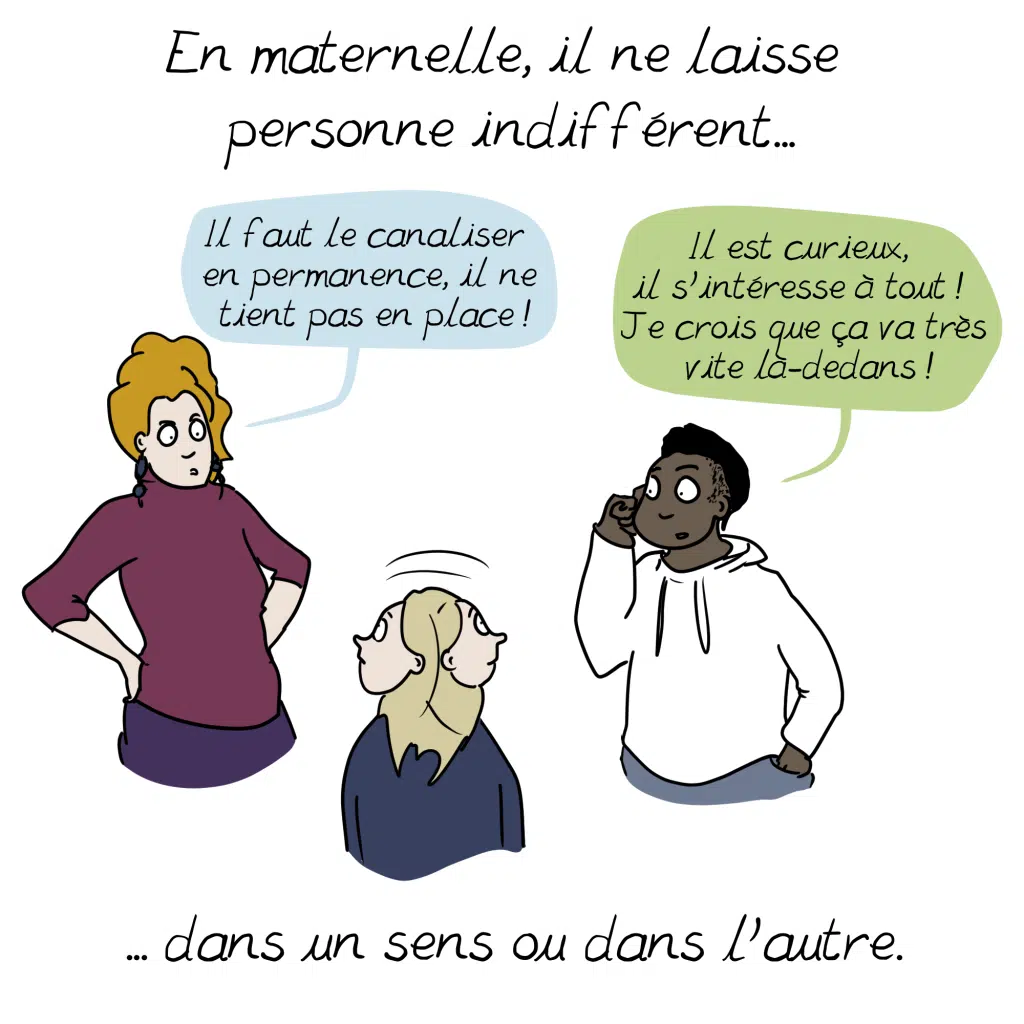 En maternelle, il ne laisse
personne indifférent...
Il faut le canaliser
en permanence, il ne
tient pas en place !
Il est curieux,
il s'intéresse à tout !
Je crois que ça va très
vite là-dedans !
... dans un sens ou dans l'autre.